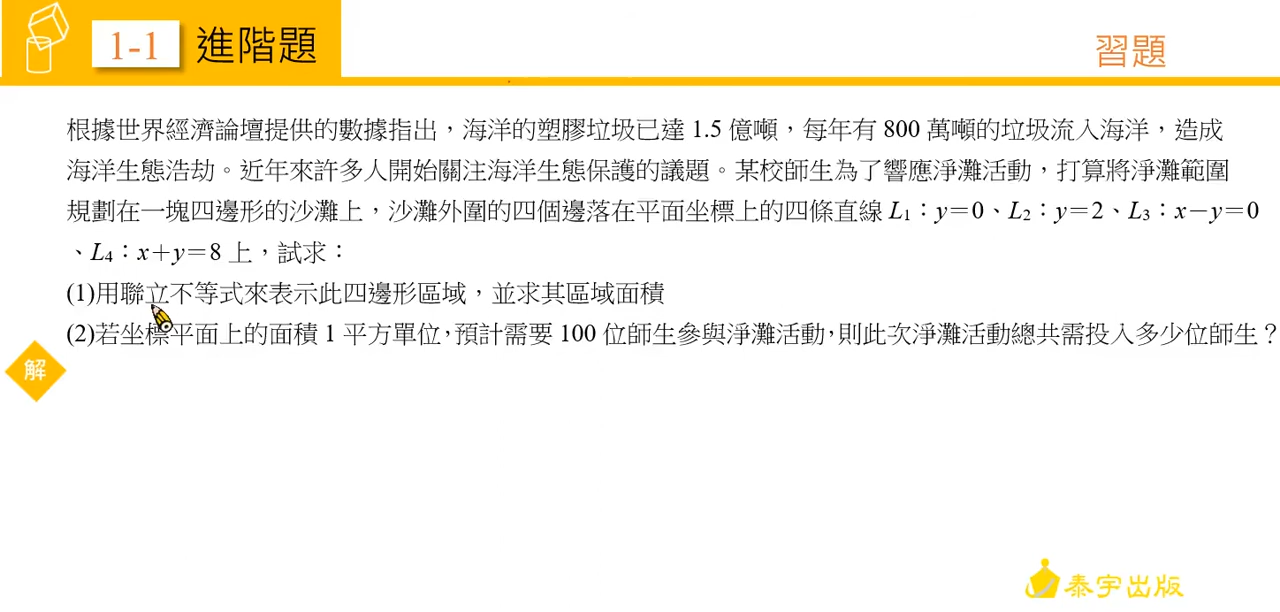 1-1 進階題
習題
根據世界經濟論壇提供的數據指出，海洋的塑膠垃圾已達 1.5 億噸，每年有 800 萬噸的垃圾流入海洋，造成
海洋生態浩劫。近年來許多人開始關注海洋生態保護的議題。某校師生為了響應淨灘活動，打算將淨灘範圍
規劃在一塊四邊形的沙灘上，沙灘外圍的四個邊落在平面坐標上的四條直線 L₁：y＝0、L₂：y＝2、L₃：x－y＝0
、L₄：x＋y＝8 上，試求：
(1)用聯立不等式來表示此四邊形區域，並求其區域面積
(2)若坐標平面上的面積 1 平方單位，預計需要 100 位師生參與淨灘活動，則此次淨灘活動總共需投入多少位師生？
解
泰宇出版